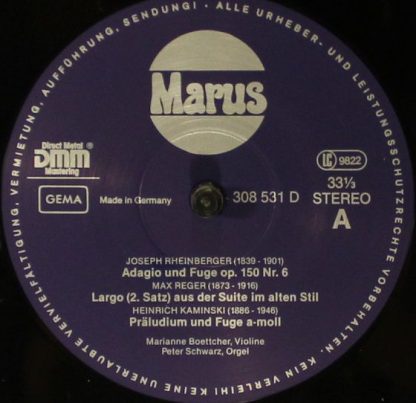 ALLE URHEBER- UND LEISTUNGSSCHUTZRECHTE VORBEHALTEN · KEIN VERLEIH! KEINE UNERLAUBTE VERVIELFÄLTIGUNG, VERMIETUNG, AUFFÜHRUNG, SENDUNG! ·
Marus
Direct Metal ®
DMM
Mastering
LC 9822
GEMA
Made in Germany
308 531 D
33⅓
STEREO
A
JOSEPH RHEINBERGER (1839 - 1901)
Adagio und Fuge op. 150 Nr. 6
MAX REGER (1873 - 1916)
Largo (2. Satz) aus der Suite im alten Stil
HEINRICH KAMINSKI (1886 - 1946)
Präludium und Fuge a-moll
Marianne Boettcher, Violine
Peter Schwarz, Orgel